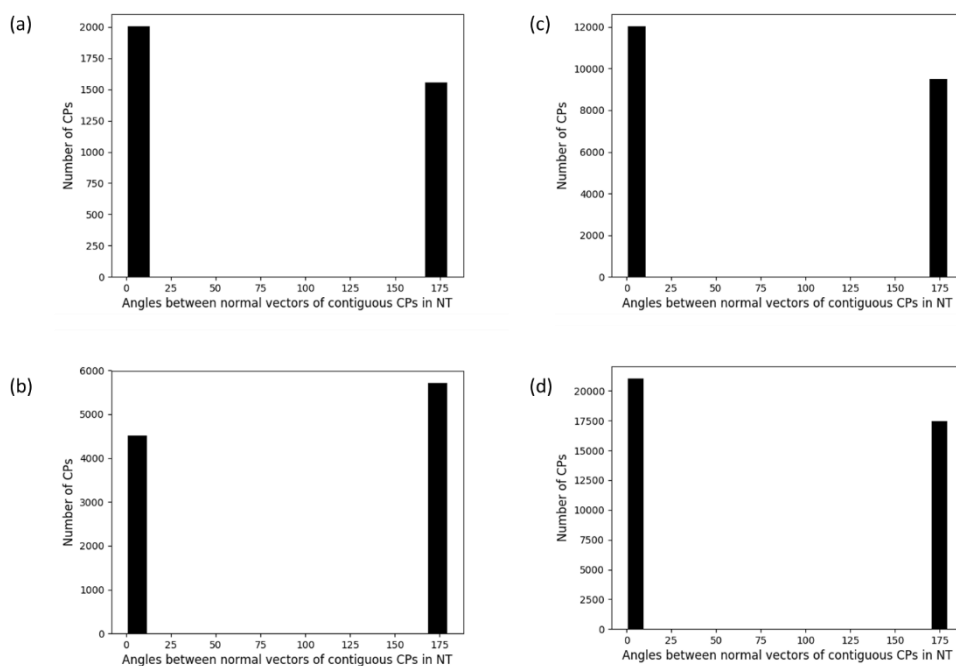 (a)
2000
1750
1500
1250
1000
750
500
250
0
Number of CPs
0 25 50 75 100 125 150 175
Angles between normal vectors of contiguous CPs in NT
(c)
12000
10000
8000
6000
4000
2000
0
Number of CPs
0 25 50 75 100 125 150 175
Angles between normal vectors of contiguous CPs in NT
(b)
6000
5000
4000
3000
2000
1000
0
Number of CPs
0 25 50 75 100 125 150 175
Angles between normal vectors of contiguous CPs in NT
(d)
20000
17500
15000
12500
10000
7500
5000
2500
0
Number of CPs
0 25 50 75 100 125 150 175
Angles between normal vectors of contiguous CPs in NT